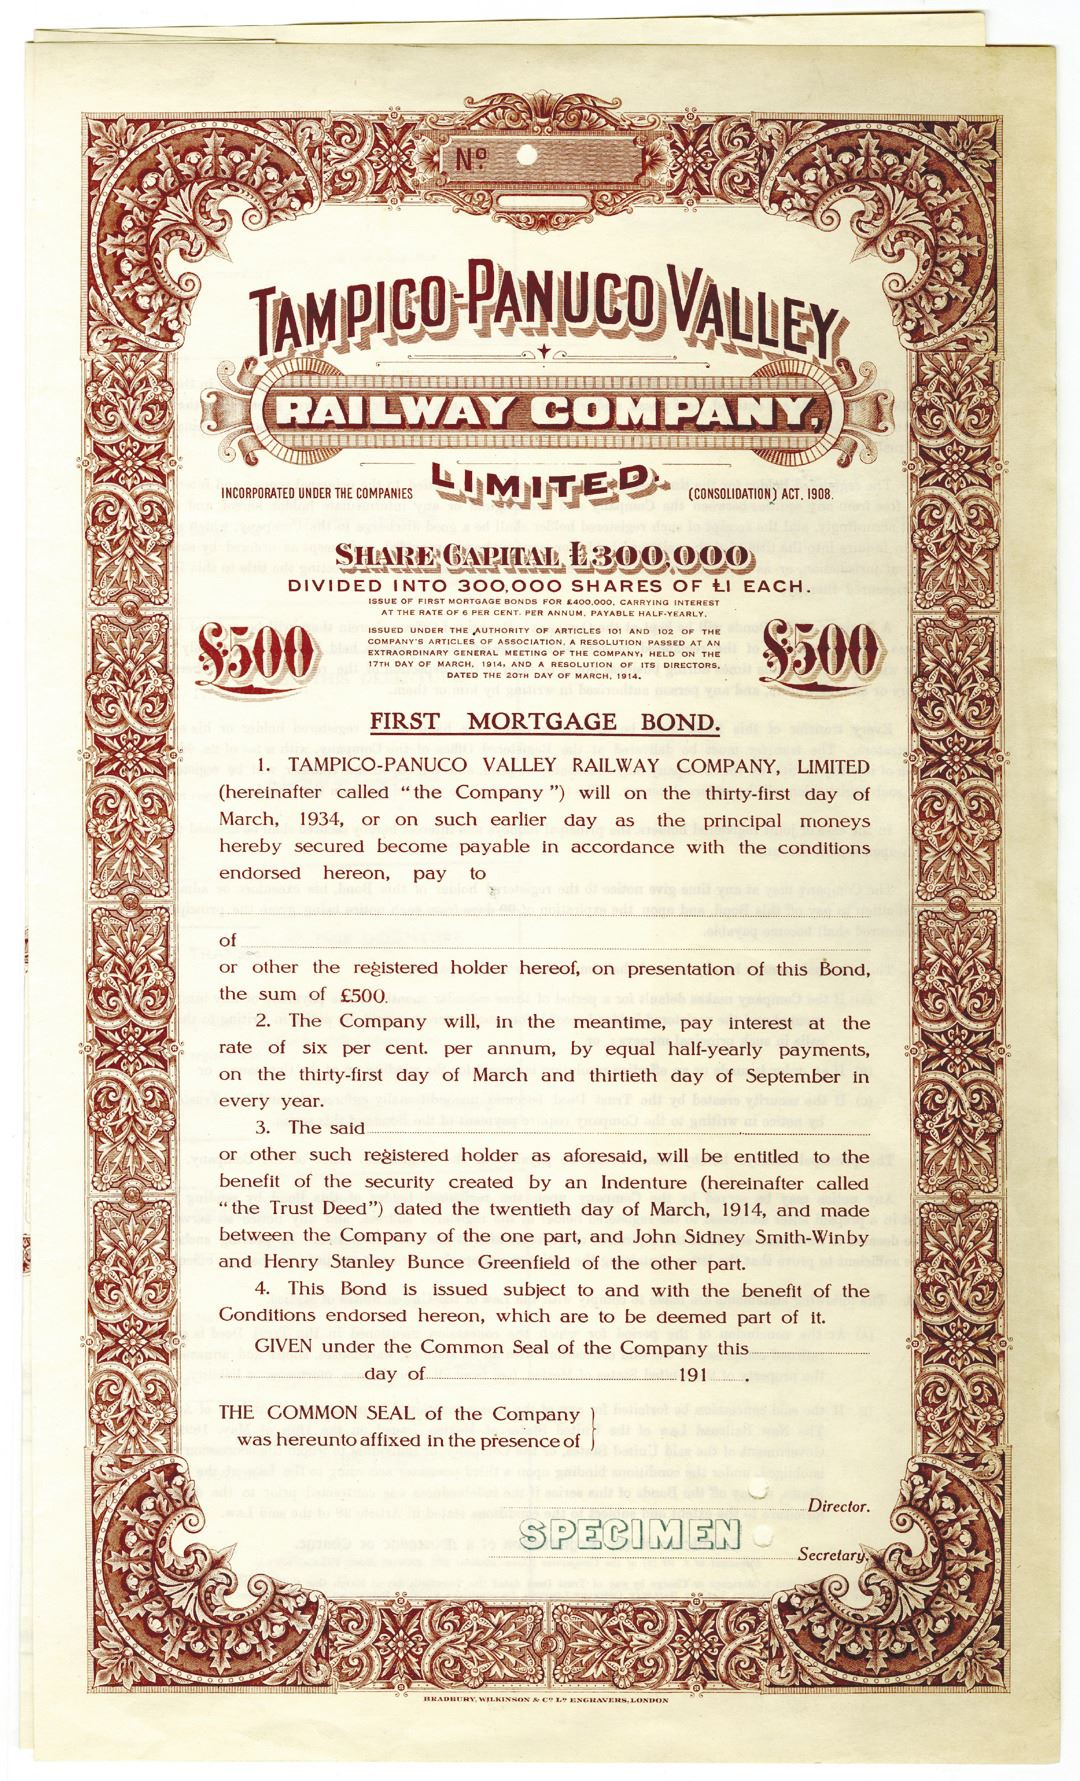 Nº
TAMPICO-PANUCO VALLEY
RAILWAY COMPANY,
LIMITED.
INCORPORATED UNDER THE COMPANIES (CONSOLIDATION) ACT, 1908.
SHARE CAPITAL £300,000
DIVIDED INTO 300,000 SHARES OF £1 EACH.
ISSUE OF FIRST MORTGAGE BONDS FOR £400,000, CARRYING INTEREST
AT THE RATE OF 6 PER CENT. PER ANNUM, PAYABLE HALF-YEARLY.
£500
ISSUED UNDER THE AUTHORITY OF ARTICLES 101 AND 102 OF THE
COMPANY'S ARTICLES OF ASSOCIATION, A RESOLUTION PASSED AT AN
EXTRAORDINARY GENERAL MEETING OF THE COMPANY, HELD ON THE
17TH DAY OF MARCH, 1914, AND A RESOLUTION OF ITS DIRECTORS,
DATED THE 20TH DAY OF MARCH, 1914.
£500
FIRST MORTGAGE BOND.
1. TAMPICO-PANUCO VALLEY RAILWAY COMPANY, LIMITED
(hereinafter called "the Company") will on the thirty-first day of
March, 1934, or on such earlier day as the principal moneys
hereby secured become payable in accordance with the conditions
endorsed hereon, pay to
of
or other the registered holder hereof, on presentation of this Bond,
the sum of £500.
2. The Company will, in the meantime, pay interest at the
rate of six per cent. per annum, by equal half-yearly payments,
on the thirty-first day of March and thirtieth day of September in
every year.
3. The said
or other such registered holder as aforesaid, will be entitled to the
benefit of the security created by an Indenture (hereinafter called
"the Trust Deed") dated the twentieth day of March, 1914, and made
between the Company of the one part, and John Sidney Smith-Winby
and Henry Stanley Bunce Greenfield of the other part.
4. This Bond is issued subject to and with the benefit of the
Conditions endorsed hereon, which are to be deemed part of it.
GIVEN under the Common Seal of the Company this
day of 191 .
THE COMMON SEAL of the Company
was hereunto affixed in the presence of
Director.
SPECIMEN
Secretary.
BRADBURY, WILKINSON & Cº Lº ENGRAVERS, LONDON